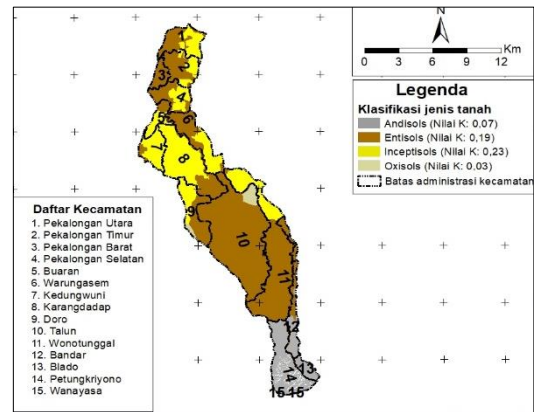 N
Km
0 3 6 9 12
Legenda
Klasifikasi jenis tanah
Andisols (Nilai K: 0,07)
Entisols (Nilai K: 0,19)
Inceptisols (Nilai K: 0,23)
Oxisols (Nilai K: 0,03)
Batas administrasi kecamatan
1
2
3
4
5
6
7
8
9
10
11
12
13
14
15 15
Daftar Kecamatan
1. Pekalongan Utara
2. Pekalongan Timur
3. Pekalongan Barat
4. Pekalongan Selatan
5. Buaran
6. Warungasem
7. Kedungwuni
8. Karangdadap
9. Doro
10. Talun
11. Wonotunggal
12. Bandar
13. Blado
14. Petungkriyono
15. Wanayasa